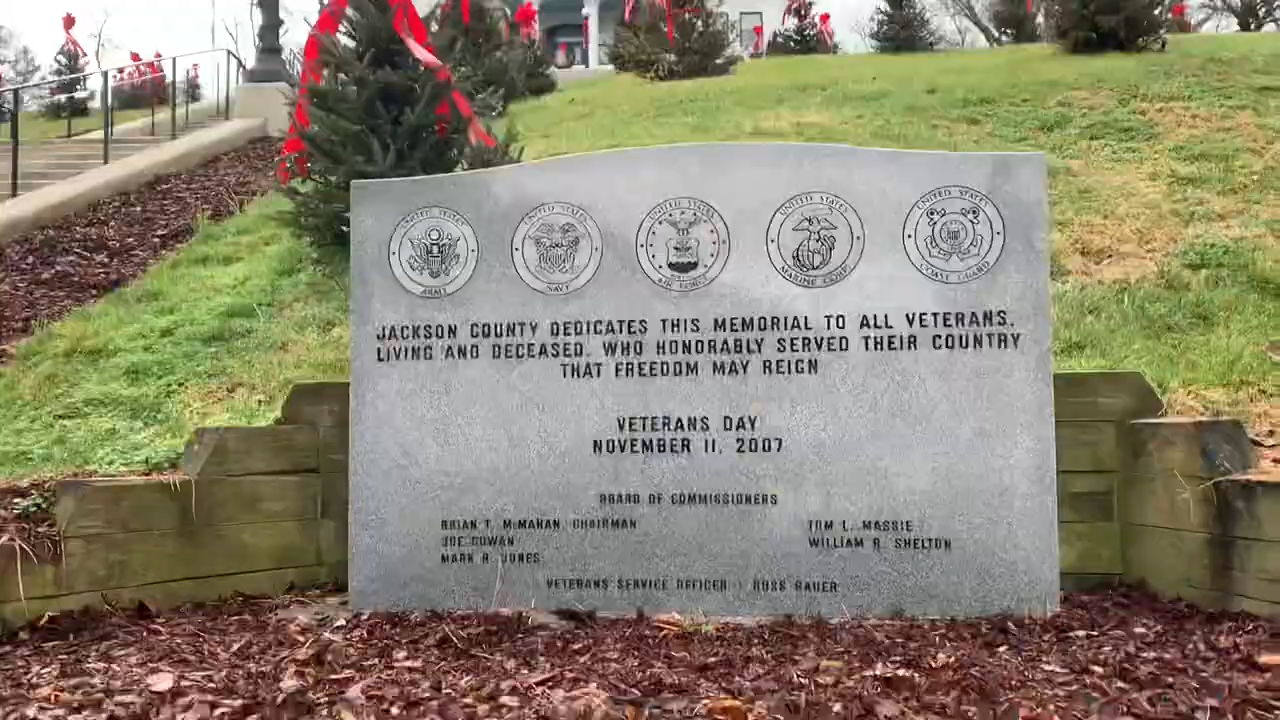 UNITED STATES
ARMY
UNITED STATES
NAVY
UNITED STATES
AIR FORCE
UNITED STATES
MARINE CORPS
UNITED STATES
COAST GUARD
JACKSON COUNTY DEDICATES THIS MEMORIAL TO ALL VETERANS,
LIVING AND DECEASED, WHO HONORABLY SERVED THEIR COUNTRY
THAT FREEDOM MAY REIGN
VETERANS DAY
NOVEMBER 11, 2007
BOARD OF COMMISSIONERS
BRIAN T. McMAHAN, CHAIRMAN
TOM L. MASSIE
JOE COWAN
WILLIAM R. SHELTON
MARK R. JONES
VETERANS SERVICE OFFICER : RUSS BAUER